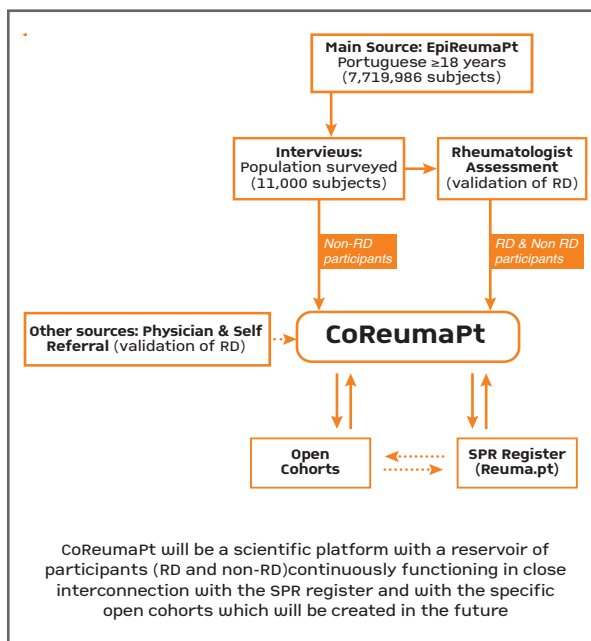 Main Source: EpiReumaPt
Portuguese ≥18 years
(7,719,986 subjects)
Interviews:
Population surveyed
(11,000 subjects)
Rheumatologist
Assessment
(validation of RD)
Non-RD
participants
RD & Non RD
participants
Other sources: Physician & Self
Referral (validation of RD)
CoReumaPt
Open
Cohorts
SPR Register
(Reuma.pt)
CoReumaPt will be a scientific platform with a reservoir of
participants (RD and non-RD)continuously functioning in close
interconnection with the SPR register and with the specific
open cohorts which will be created in the future